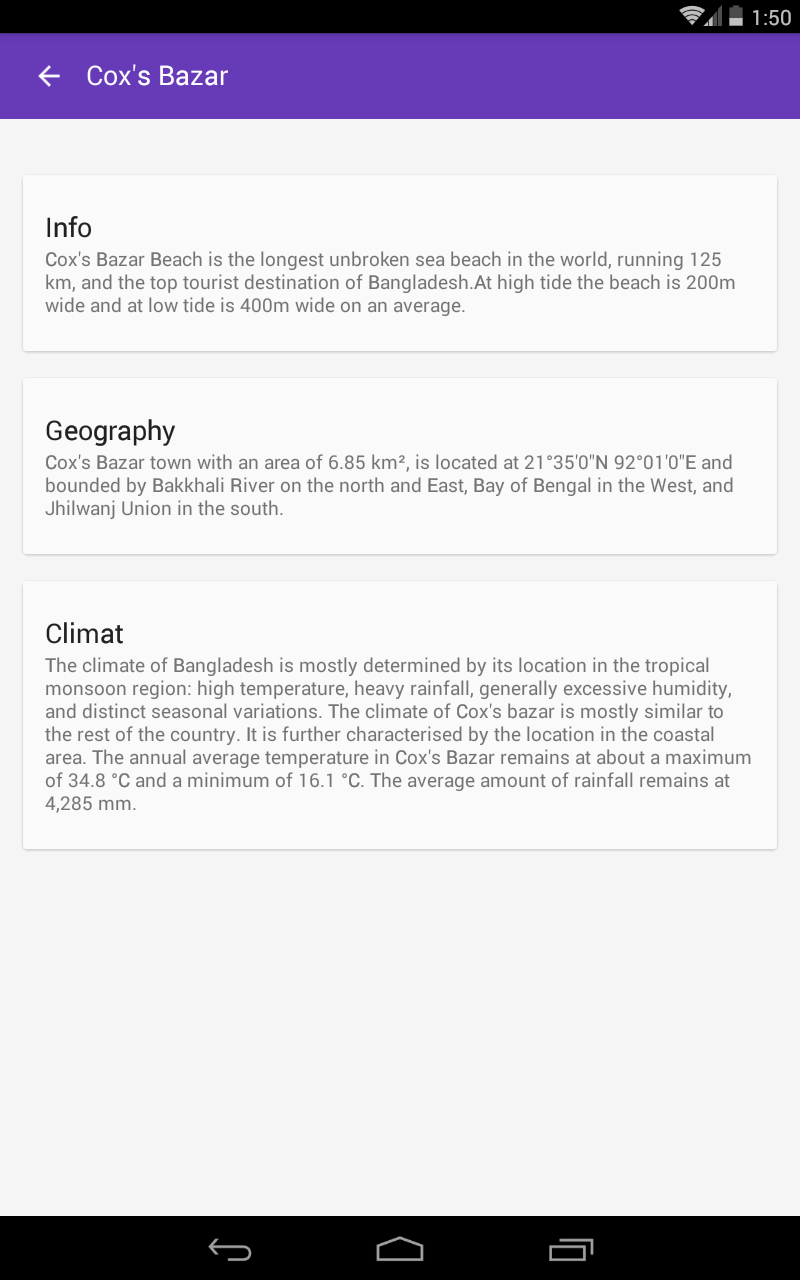 1:50
Cox's Bazar
Info
Cox's Bazar Beach is the longest unbroken sea beach in the world, running 125
km, and the top tourist destination of Bangladesh.At high tide the beach is 200m
wide and at low tide is 400m wide on an average.
Geography
Cox's Bazar town with an area of 6.85 km², is located at 21°35′0″N 92°01′0″E and
bounded by Bakkhali River on the north and East, Bay of Bengal in the West, and
Jhilwanj Union in the south.
Climat
The climate of Bangladesh is mostly determined by its location in the tropical
monsoon region: high temperature, heavy rainfall, generally excessive humidity,
and distinct seasonal variations. The climate of Cox's bazar is mostly similar to
the rest of the country. It is further characterised by the location in the coastal
area. The annual average temperature in Cox's Bazar remains at about a maximum
of 34.8 °C and a minimum of 16.1 °C. The average amount of rainfall remains at
4,285 mm.